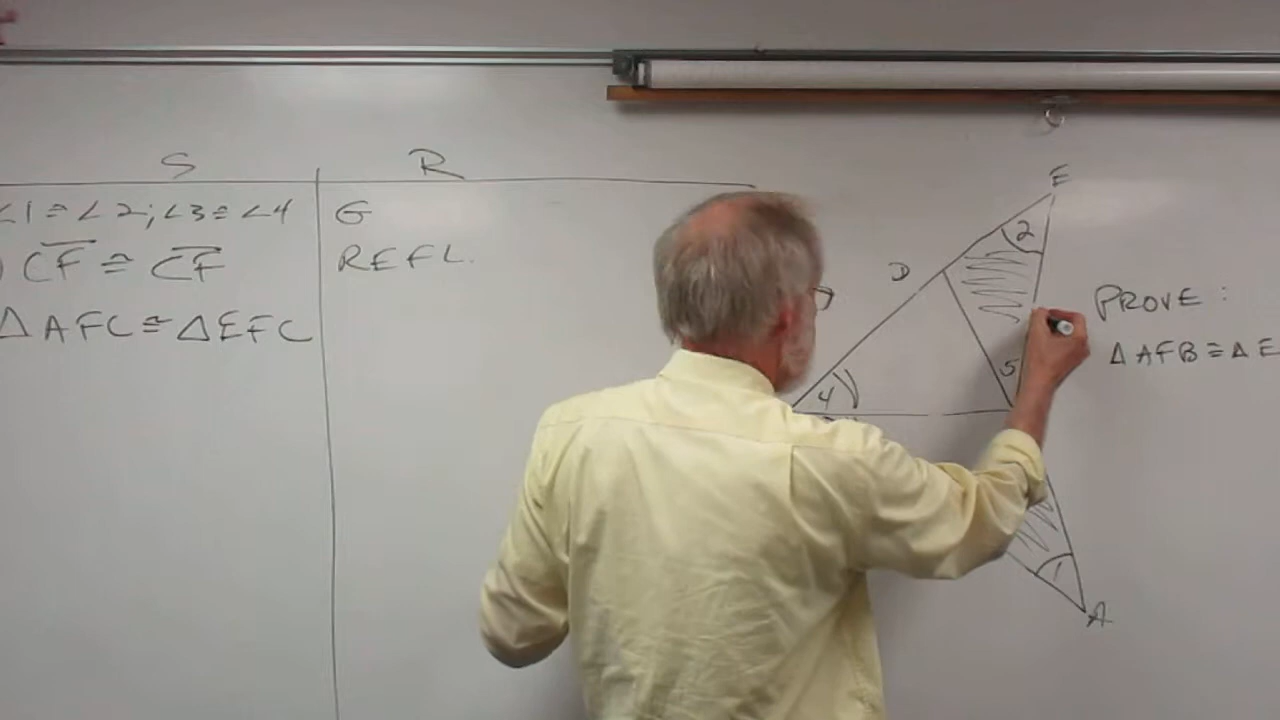 S
R
∠1 ≅ ∠2; ∠3 ≅ ∠4
G
CF ≅ CF
REFL.
△AFC ≅ △EFC
E
2
D
5
4
1
A
PROVE:
△AFB ≅ △E